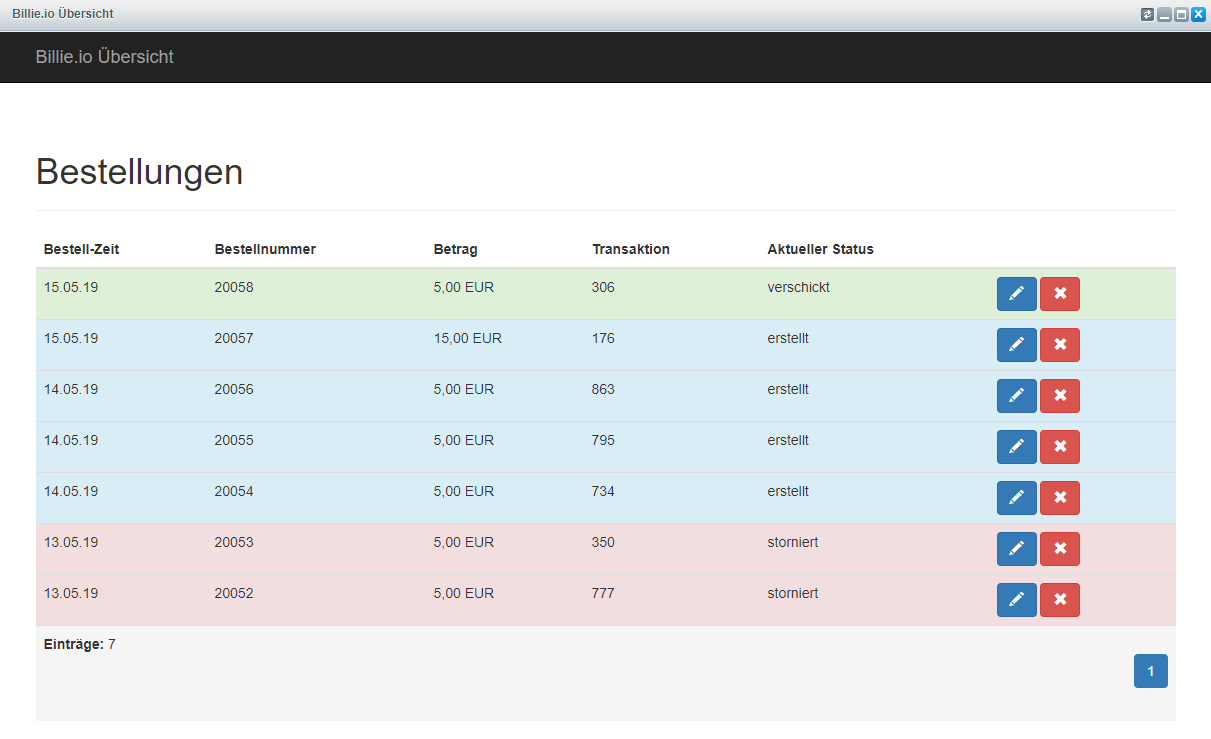 Billie.io Übersicht
Billie.io Übersicht
Bestellungen
Bestell-Zeit Bestellnummer Betrag Transaktion Aktueller Status
15.05.19 20058 5,00 EUR 306 verschickt
15.05.19 20057 15,00 EUR 176 erstellt
14.05.19 20056 5,00 EUR 863 erstellt
14.05.19 20055 5,00 EUR 795 erstellt
14.05.19 20054 5,00 EUR 734 erstellt
13.05.19 20053 5,00 EUR 350 storniert
13.05.19 20052 5,00 EUR 777 storniert
Einträge: 7
1